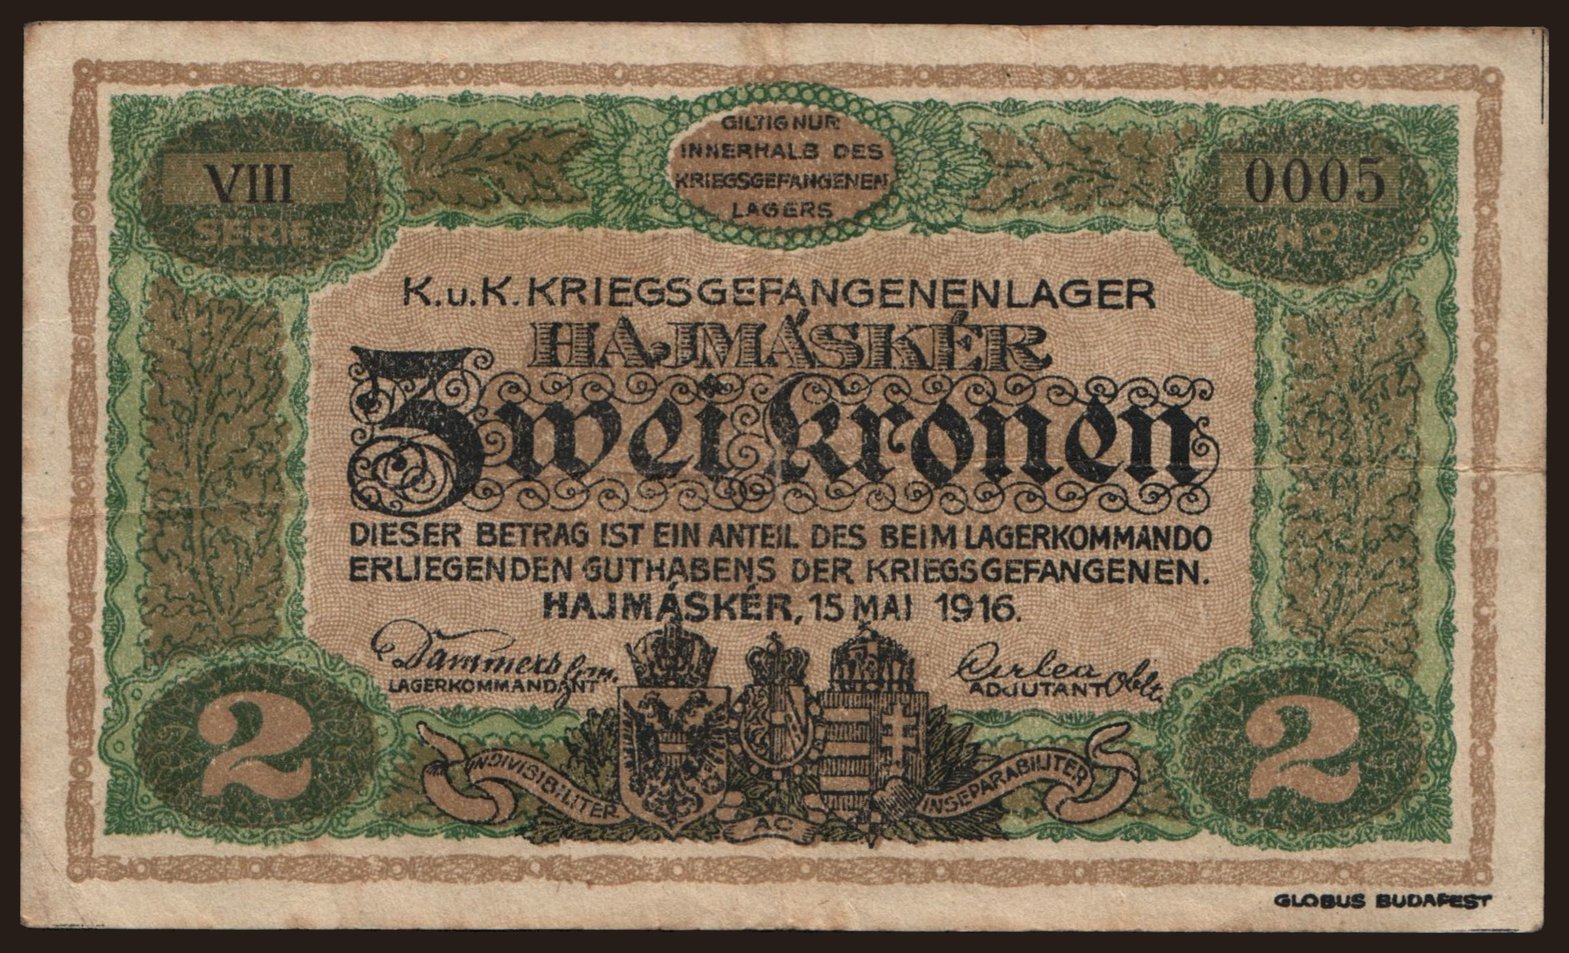 GILTIG NUR
INNERHALB DES
KRIEGSGEFANGENEN
LAGERS
VIII
SERIE
0005
No
K.u.K. KRIEGSGEFANGENENLAGER
HAJMÁSKÉR
Zwei Kronen
DIESER BETRAG IST EIN ANTEIL DES BEIM LAGERKOMMANDO
ERLIEGENDEN GUTHABENS DER KRIEGSGEFANGENEN.
HAJMÁSKÉR, 15 MAI 1916.
LAGERKOMMANDANT
ADJUTANT Oblt.
2
INDIVISIBILITER
AC
INSEPARABILITER
2
GLOBUS BUDAPEST